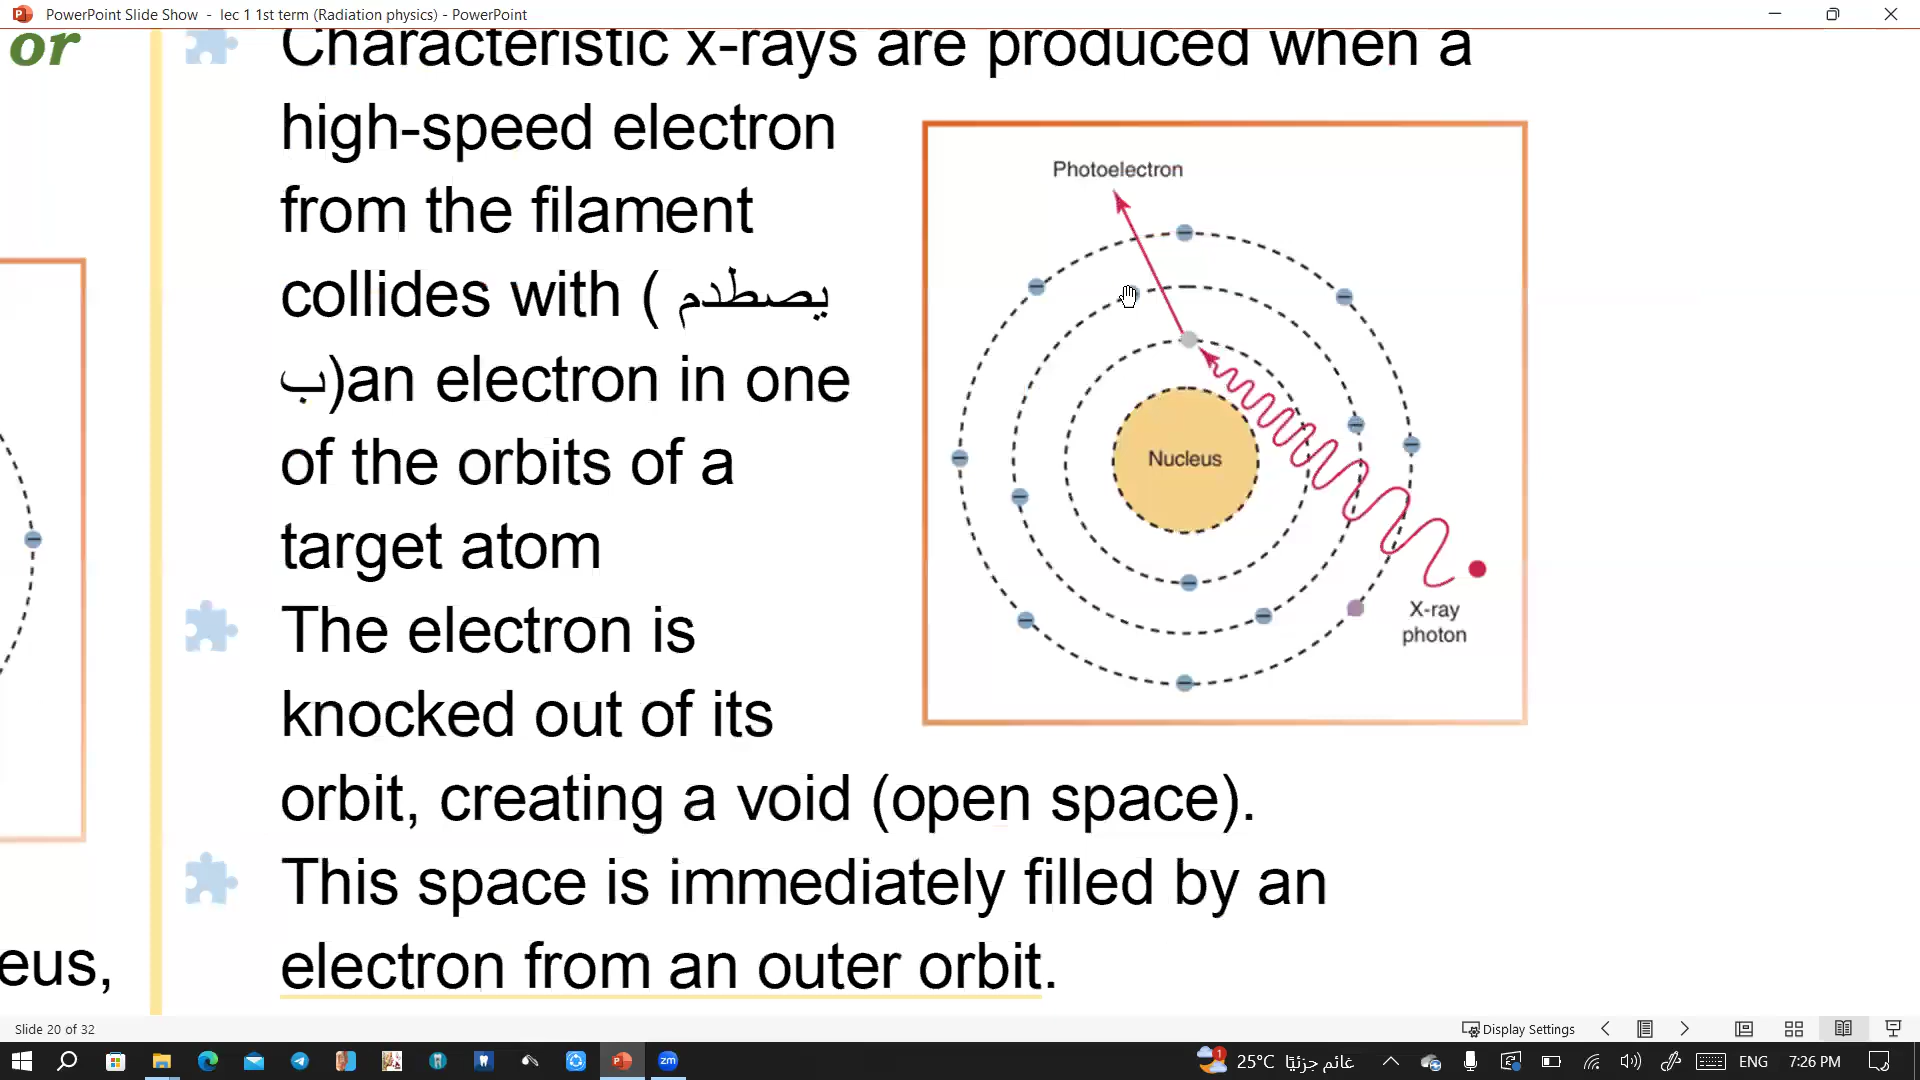 PowerPoint Slide Show - lec 1 1st term (Radiation physics) - PowerPoint
or
Characteristic x-rays are produced when a
high-speed electron
from the filament
collides with ( يصطدم
ب)an electron in one
of the orbits of a
target atom
The electron is
knocked out of its
orbit, creating a void (open space).
This space is immediately filled by an
electron from an outer orbit.
eus,
Photoelectron
Nucleus
X-ray
photon
Slide 20 of 32
Display Settings
zm
1
25°C غائم جزئيًا
ENG
7:26 PM